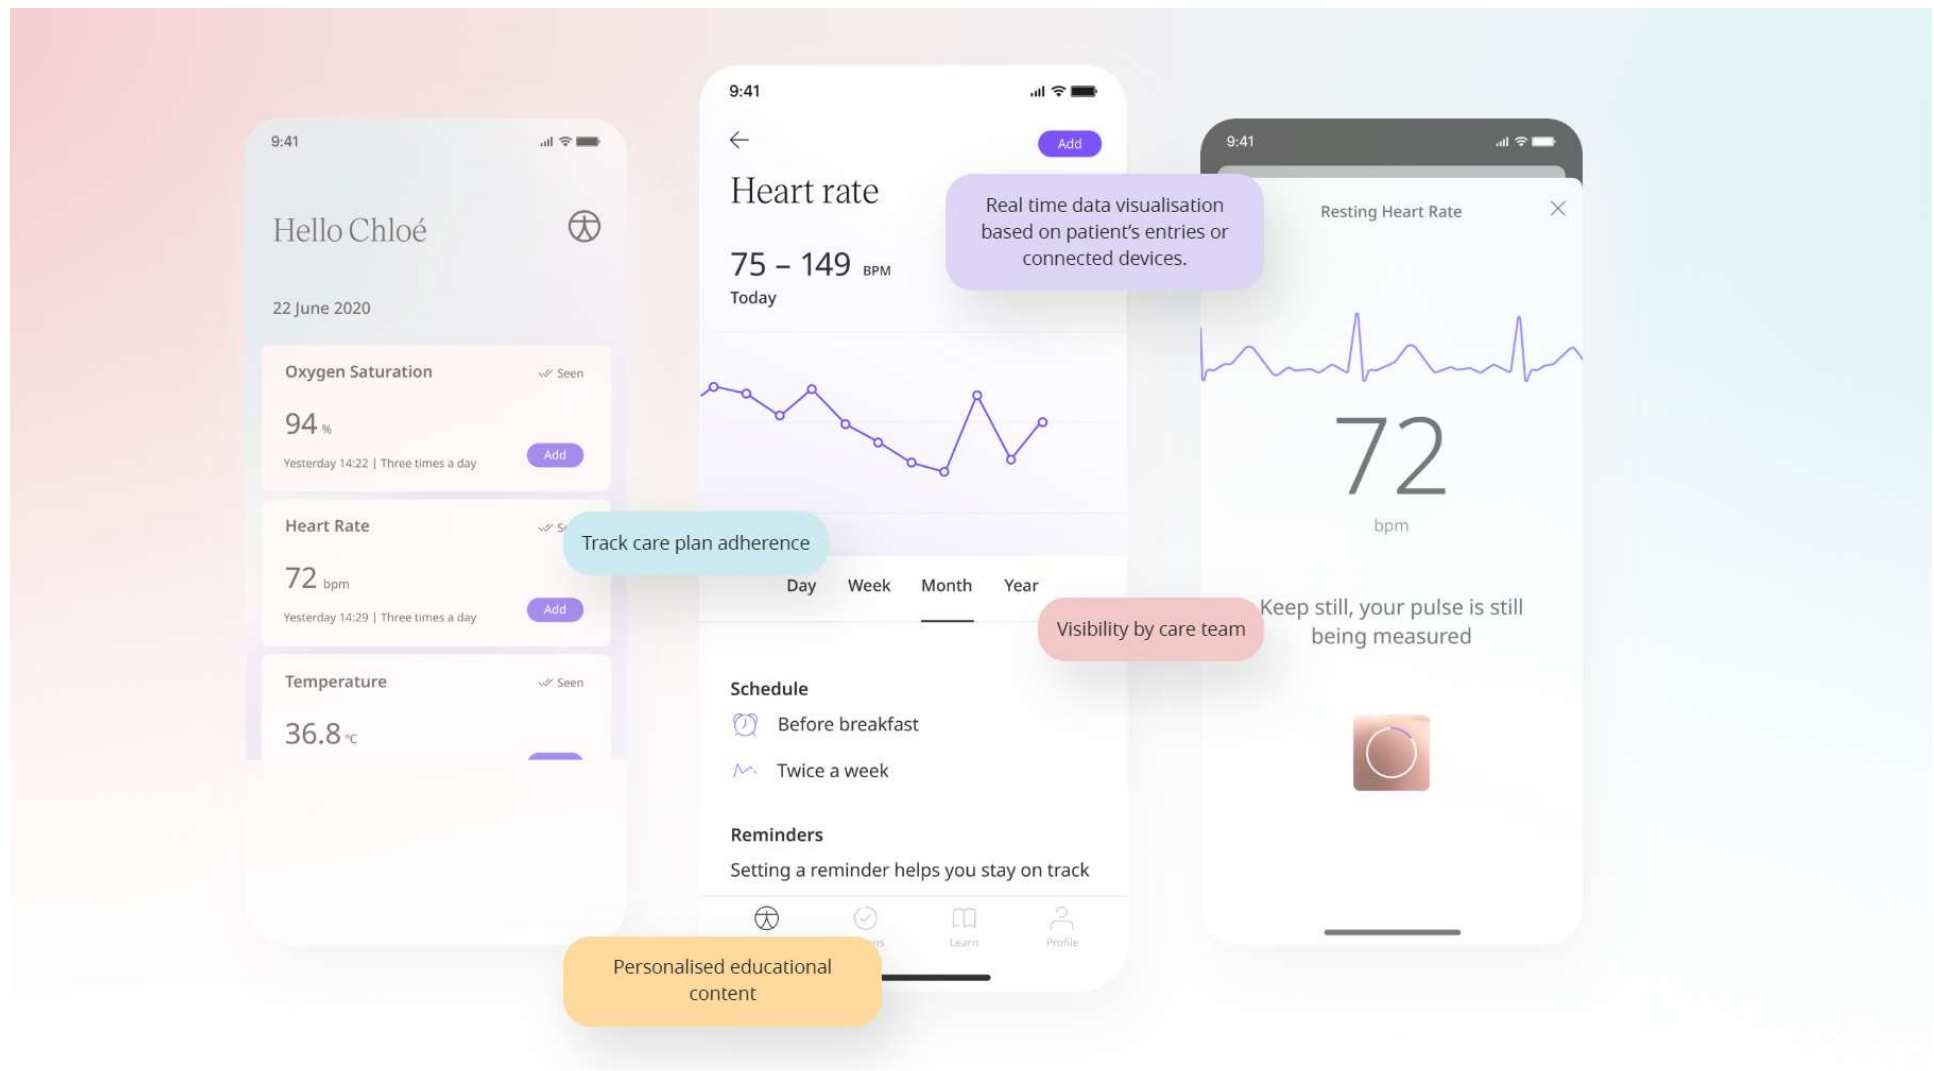 9:41
Hello Chloé
22 June 2020
Oxygen Saturation
Seen
94 %
Yesterday 14:22 | Three times a day
Add
Heart Rate
72 bpm
Yesterday 14:29 | Three times a day
Add
Temperature
Seen
36.8 °C
Track care plan adherence
9:41
Add
Heart rate
75 – 149 BPM
Today
Day Week Month Year
Schedule
Before breakfast
Twice a week
Reminders
Setting a reminder helps you stay on track
Learn
Profile
Personalised educational
content
Real time data visualisation
based on patient's entries or
connected devices.
Visibility by care team
9:41
Resting Heart Rate
72
bpm
Keep still, your pulse is still
being measured